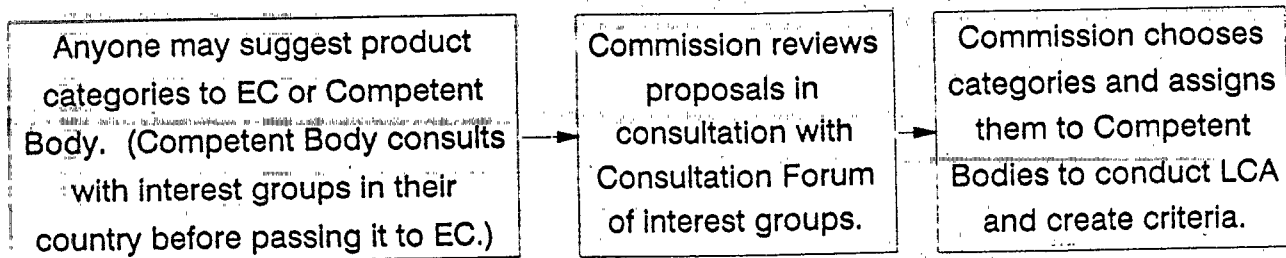 Anyone may suggest product
categories to EC or Competent
Body. (Competent Body consults
with interest groups in their
country before passing it to EC.)
Commission reviews
proposals in
consultation with
Consultation Forum
of interest groups.
Commission chooses
categories and assigns
them to Competent
Bodies to conduct LCA
and create criteria.